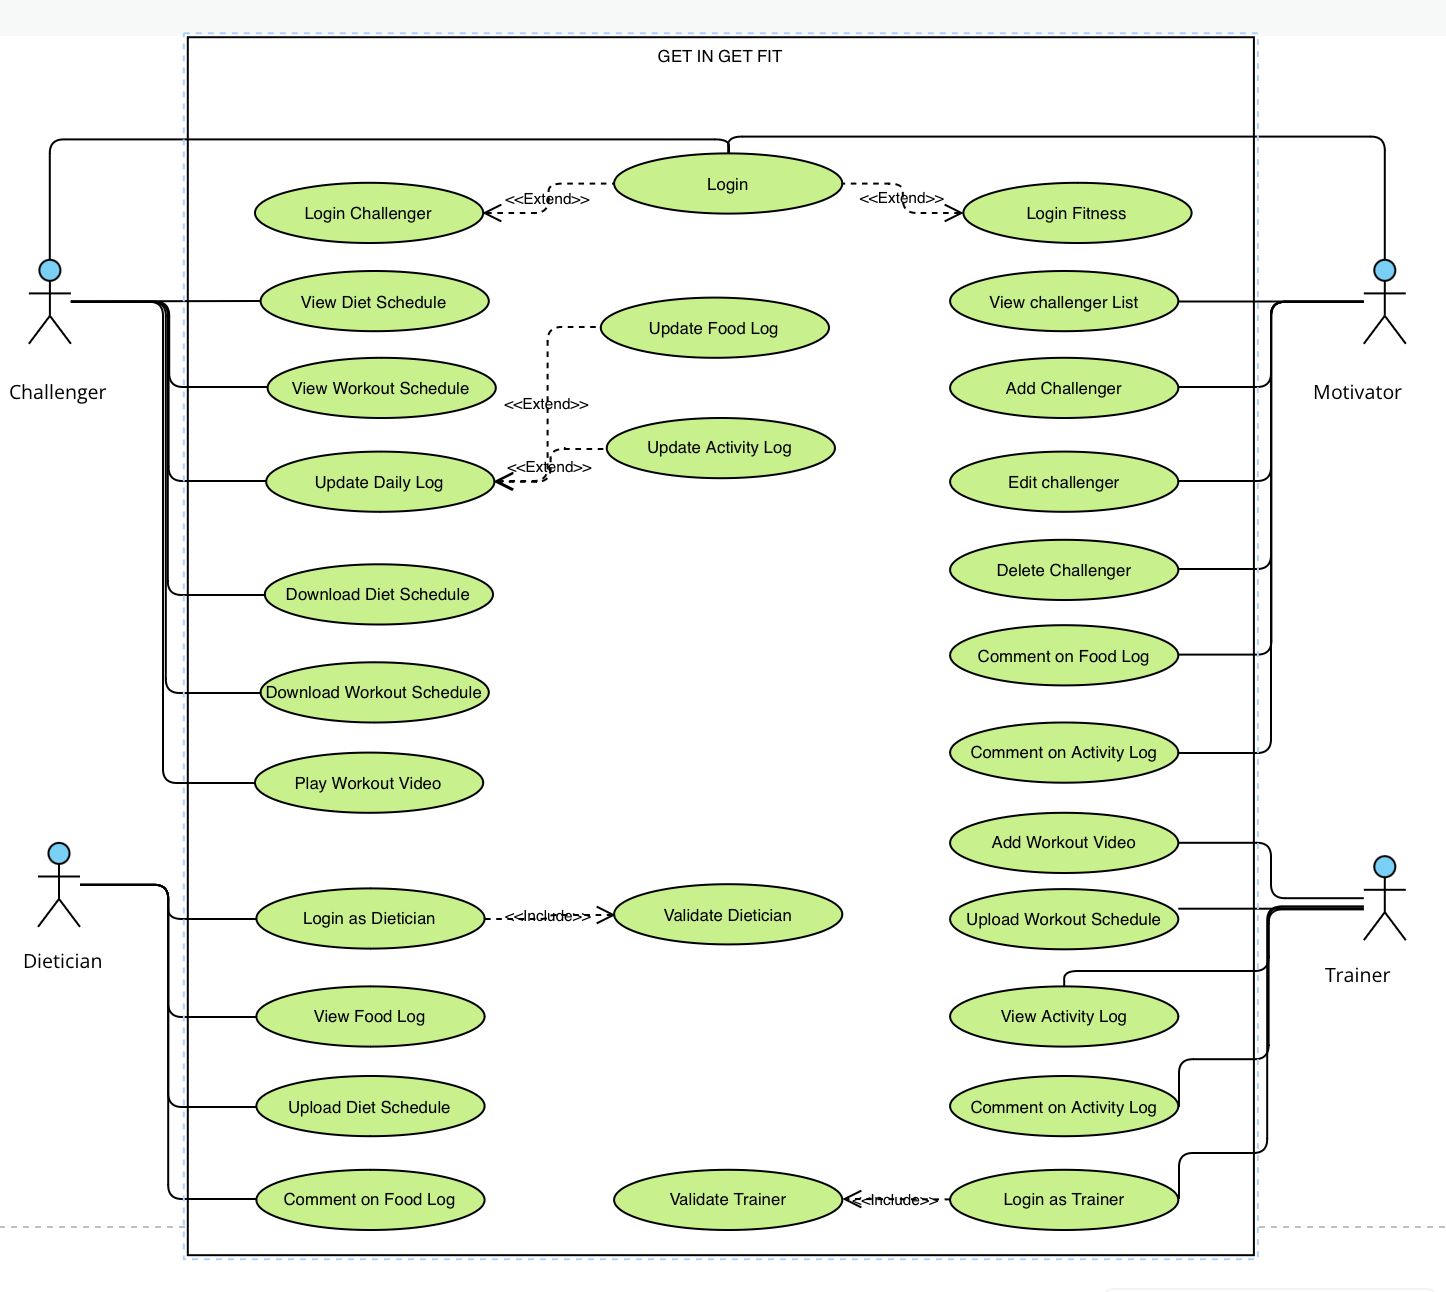 GET IN GET FIT
Login
Login Challenger
<<Extend>>
<<Extend>>
Login Fitness
View Diet Schedule
View challenger List
Update Food Log
Challenger
View Workout Schedule
<<Extend>>
Add Challenger
Motivator
Update Activity Log
<<Extend>>
Update Daily Log
Edit challenger
Delete Challenger
Download Diet Schedule
Comment on Food Log
Download Workout Schedule
Comment on Activity Log
Play Workout Video
Add Workout Video
Login as Dietician
<<Include>>
Validate Dietician
Upload Workout Schedule
Dietician
Trainer
View Food Log
View Activity Log
Upload Diet Schedule
Comment on Activity Log
Comment on Food Log
Validate Trainer
<<Include>>
Login as Trainer